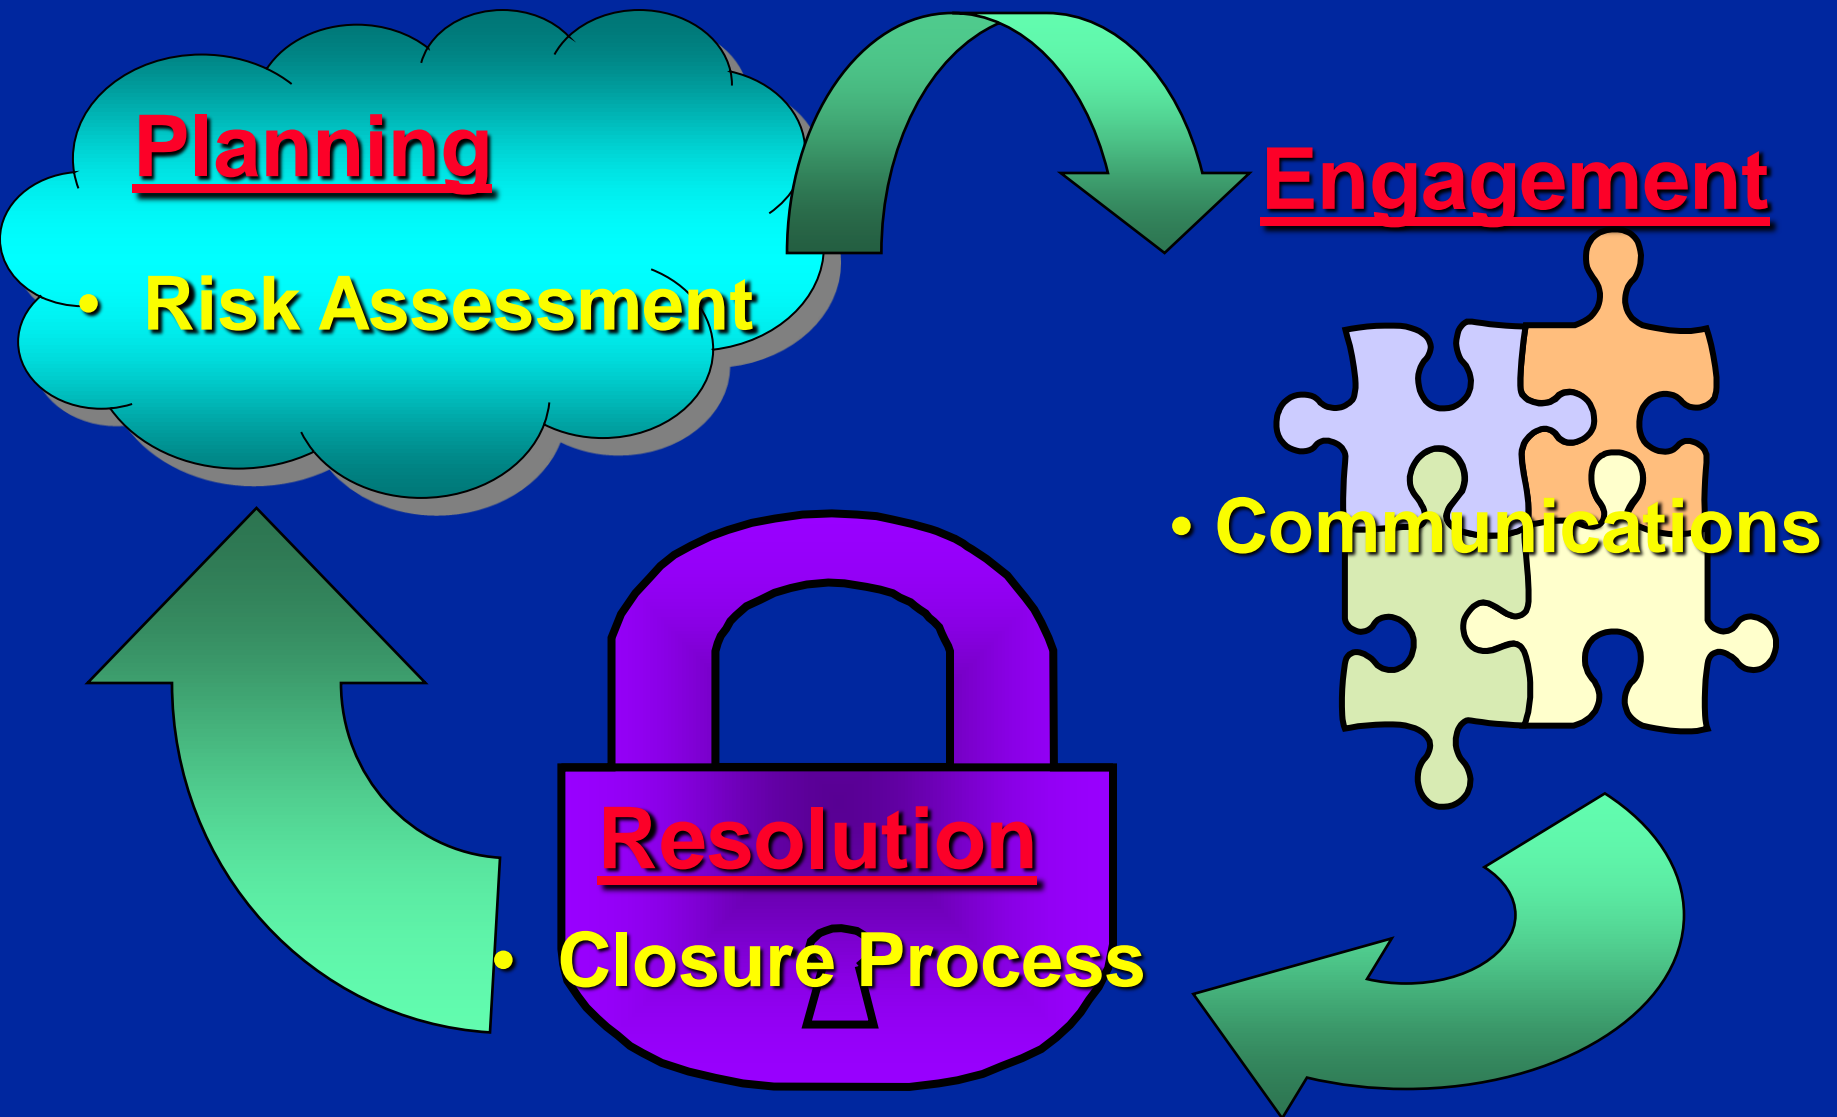 Planning
• Risk Assessment
Engagement
• Communications
Resolution
• Closure Process